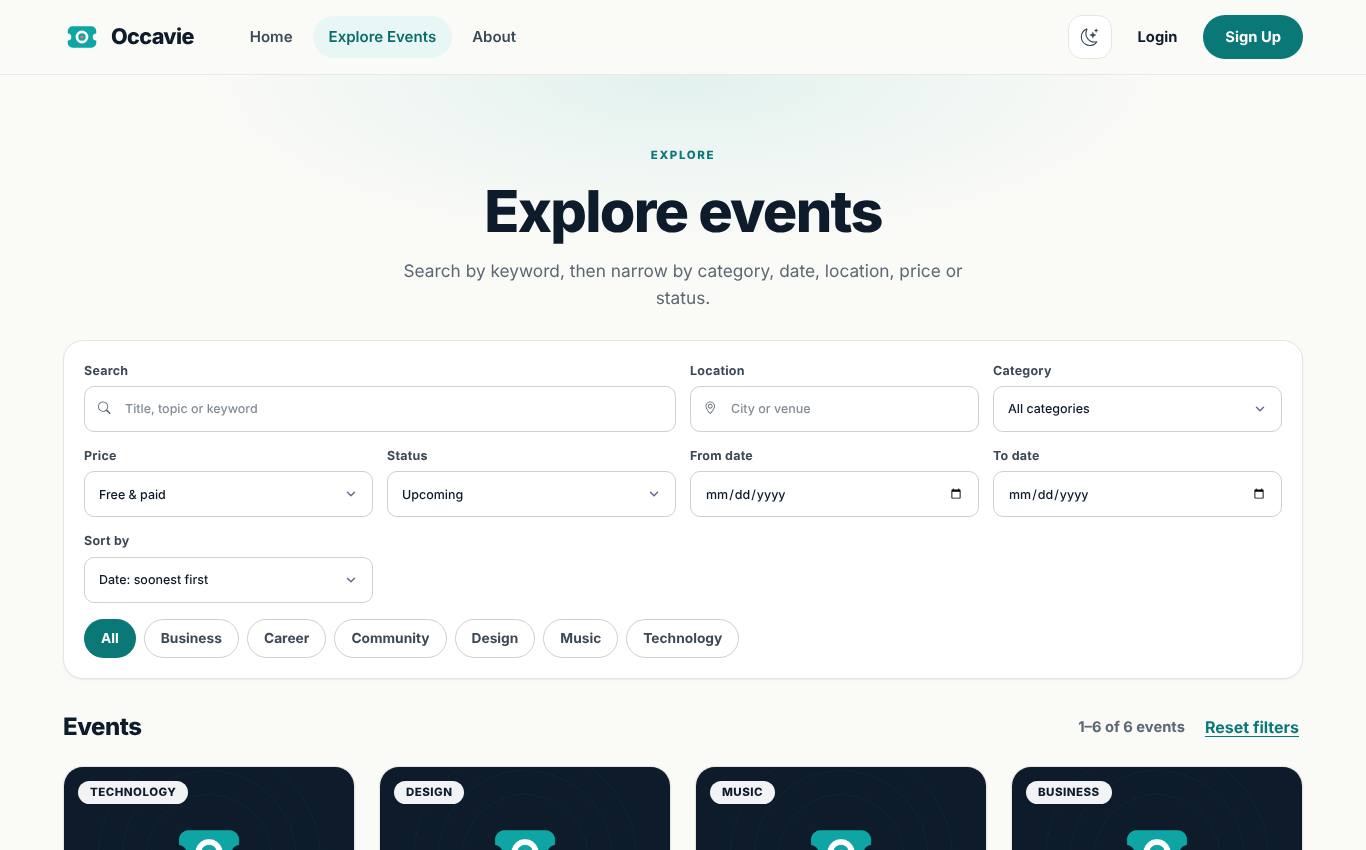 Occavie
Home
Explore Events
About
Login
Sign Up
EXPLORE
Explore events
Search by keyword, then narrow by category, date, location, price or
status.
Search
Location
Category
Title, topic or keyword
City or venue
All categories
Price
Status
From date
To date
Free & paid
Upcoming
mm/dd/yyyy
mm/dd/yyyy
Sort by
Date: soonest first
All
Business
Career
Community
Design
Music
Technology
Events
1–6 of 6 events
Reset filters
TECHNOLOGY
DESIGN
MUSIC
BUSINESS